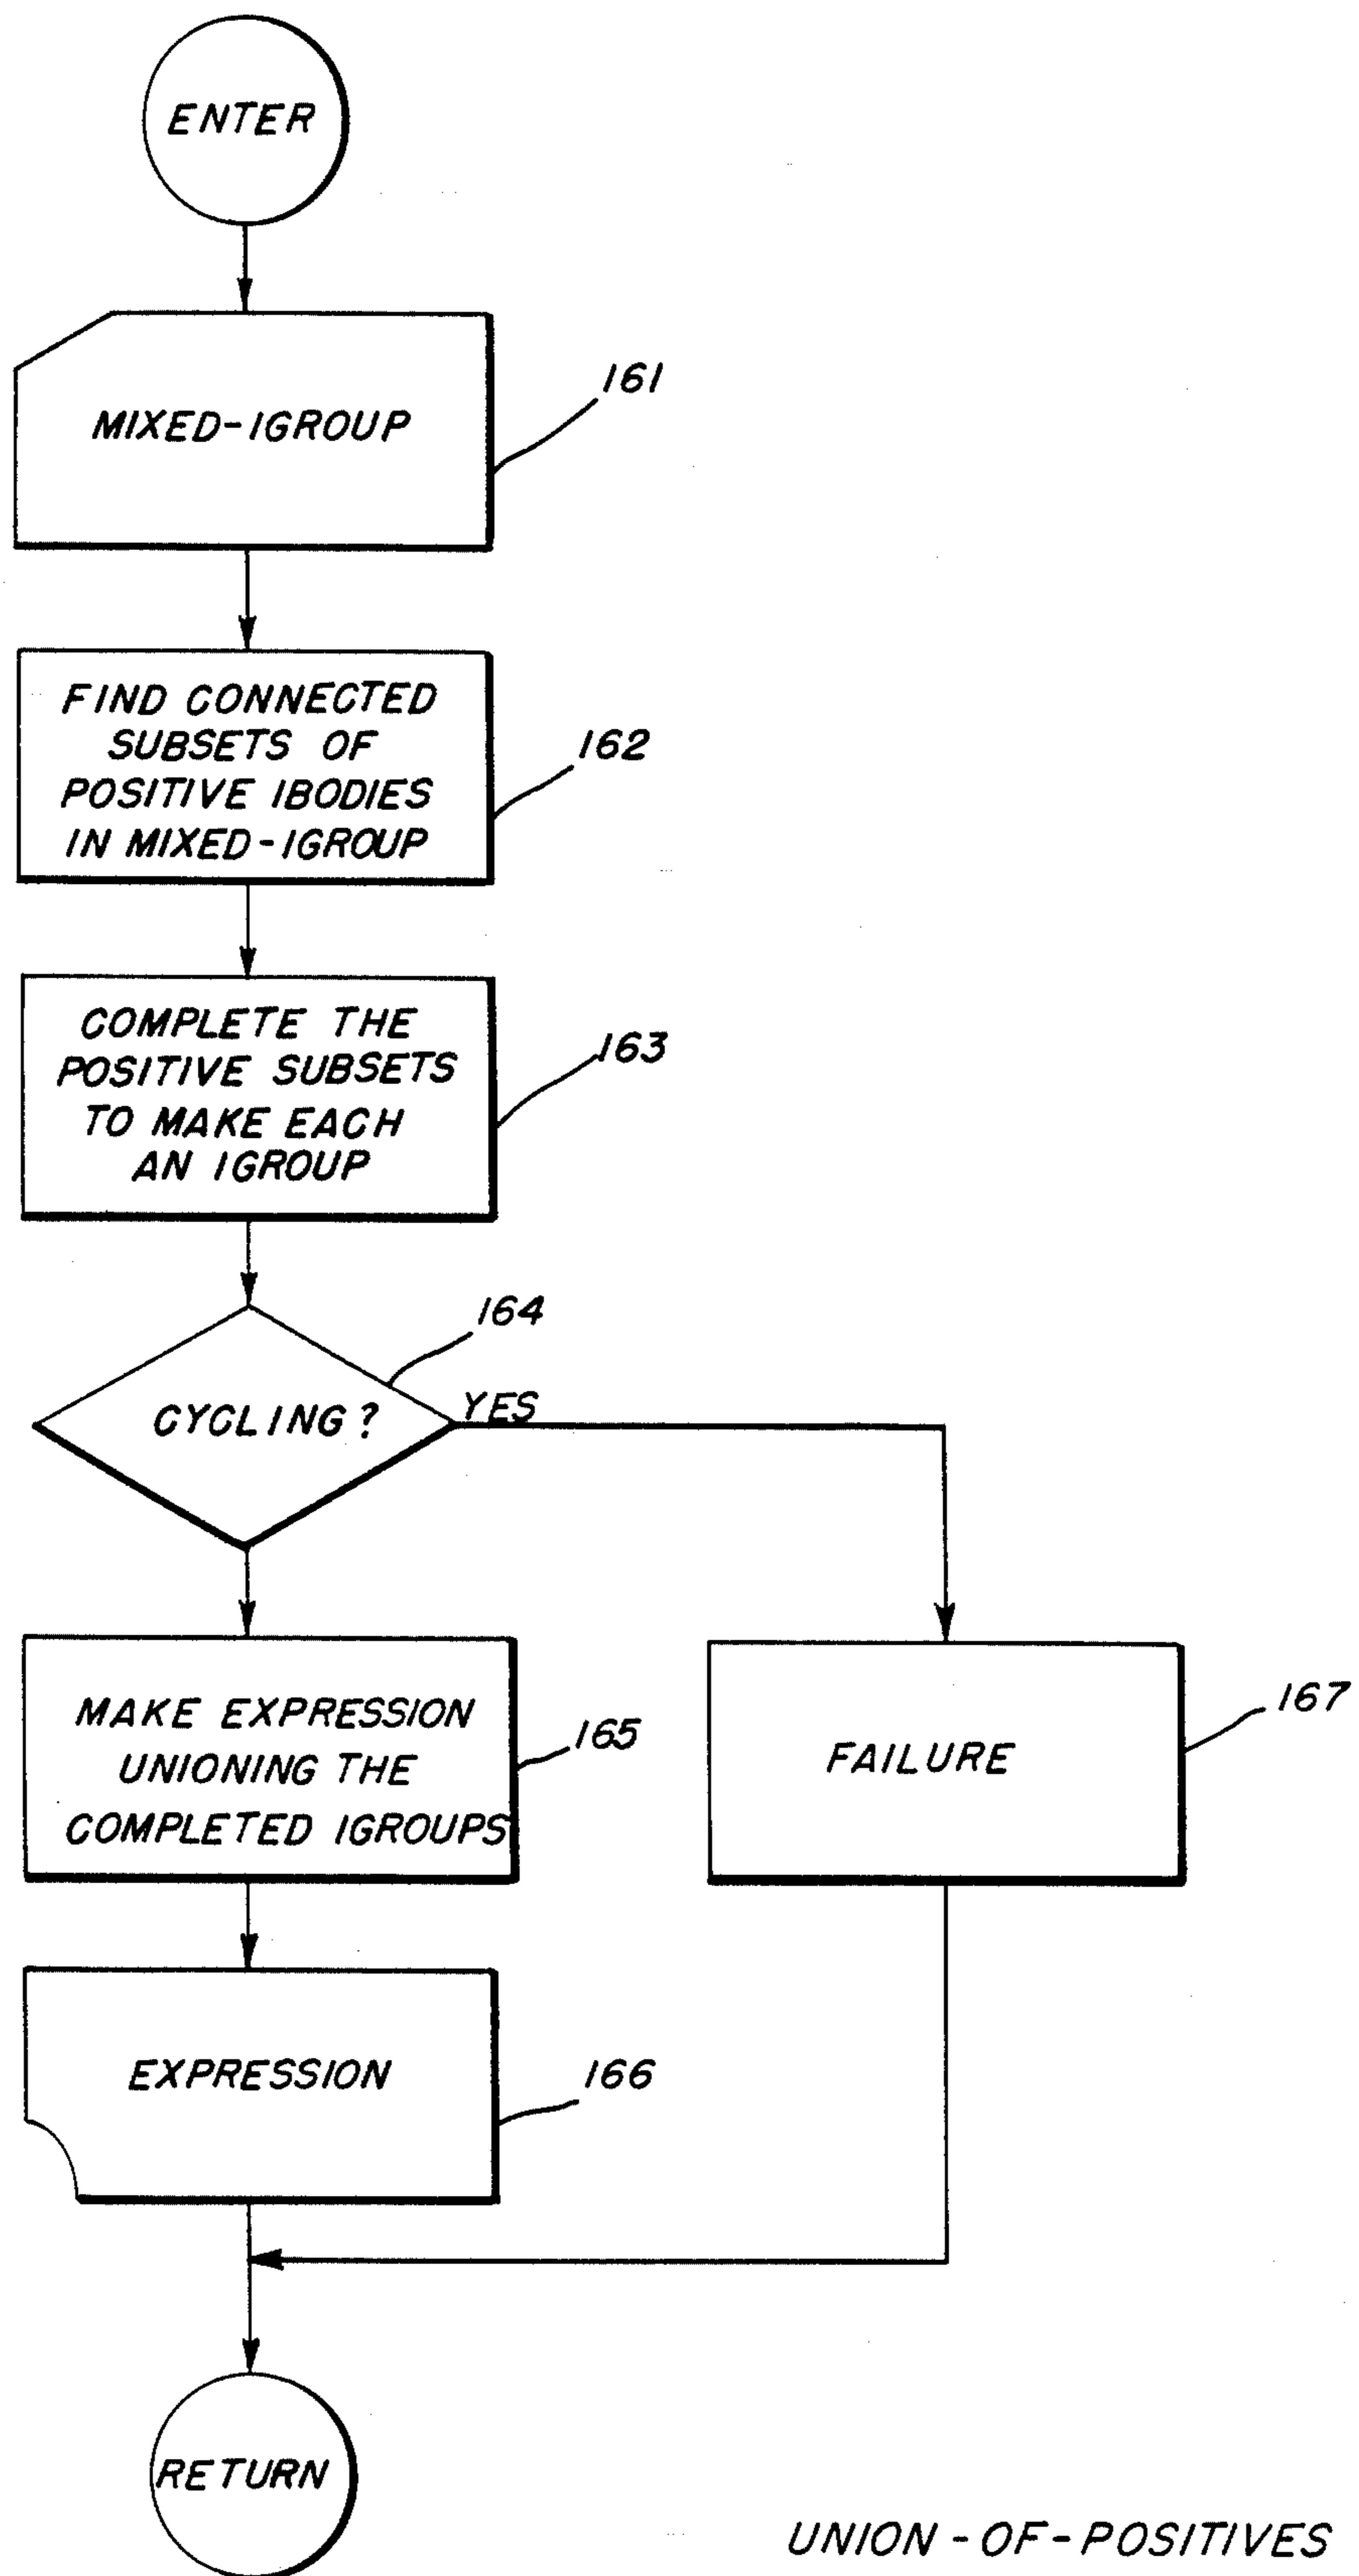 ENTER
MIXED-IGROUP
161
FIND CONNECTED
SUBSETS OF
POSITIVE IBODIES
IN MIXED-IGROUP
162
COMPLETE THE
POSITIVE SUBSETS
TO MAKE EACH
AN IGROUP
163
164
CYCLING?
YES
MAKE EXPRESSION
UNIONING THE
COMPLETED IGROUPS
165
FAILURE
167
EXPRESSION
166
RETURN
UNION-OF-POSITIVES